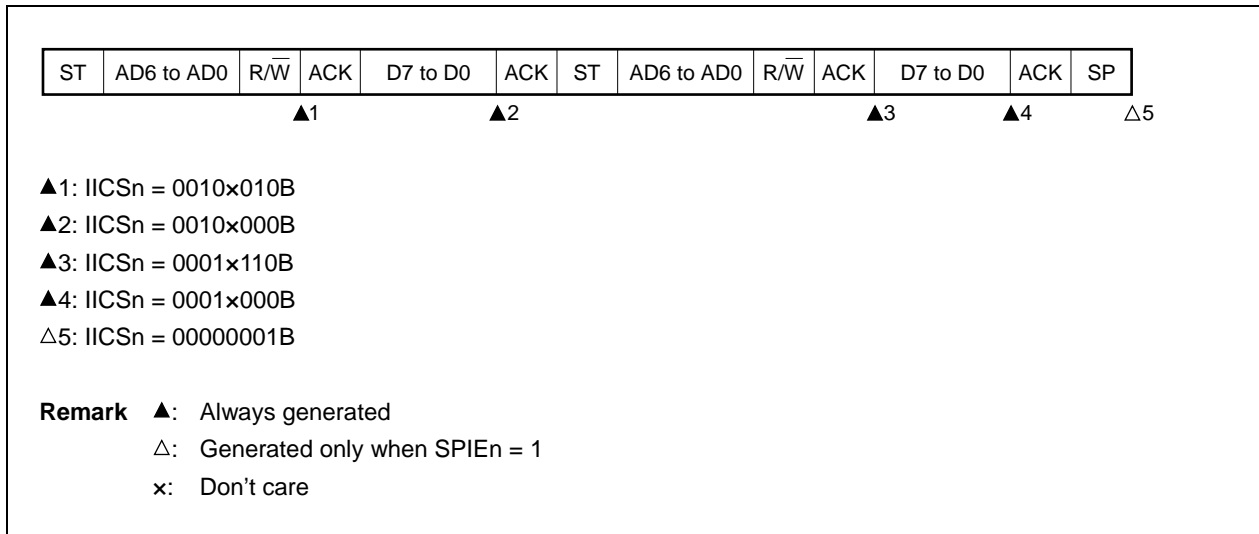 ST AD6 to AD0 R/W̅ ACK D7 to D0 ACK ST AD6 to AD0 R/W̅ ACK D7 to D0 ACK SP
▲1 ▲2 ▲3 ▲4 △5
▲1: IICSn = 0010×010B
▲2: IICSn = 0010×000B
▲3: IICSn = 0001×110B
▲4: IICSn = 0001×000B
△5: IICSn = 00000001B
Remark ▲: Always generated
△: Generated only when SPIEn = 1
×: Don't care